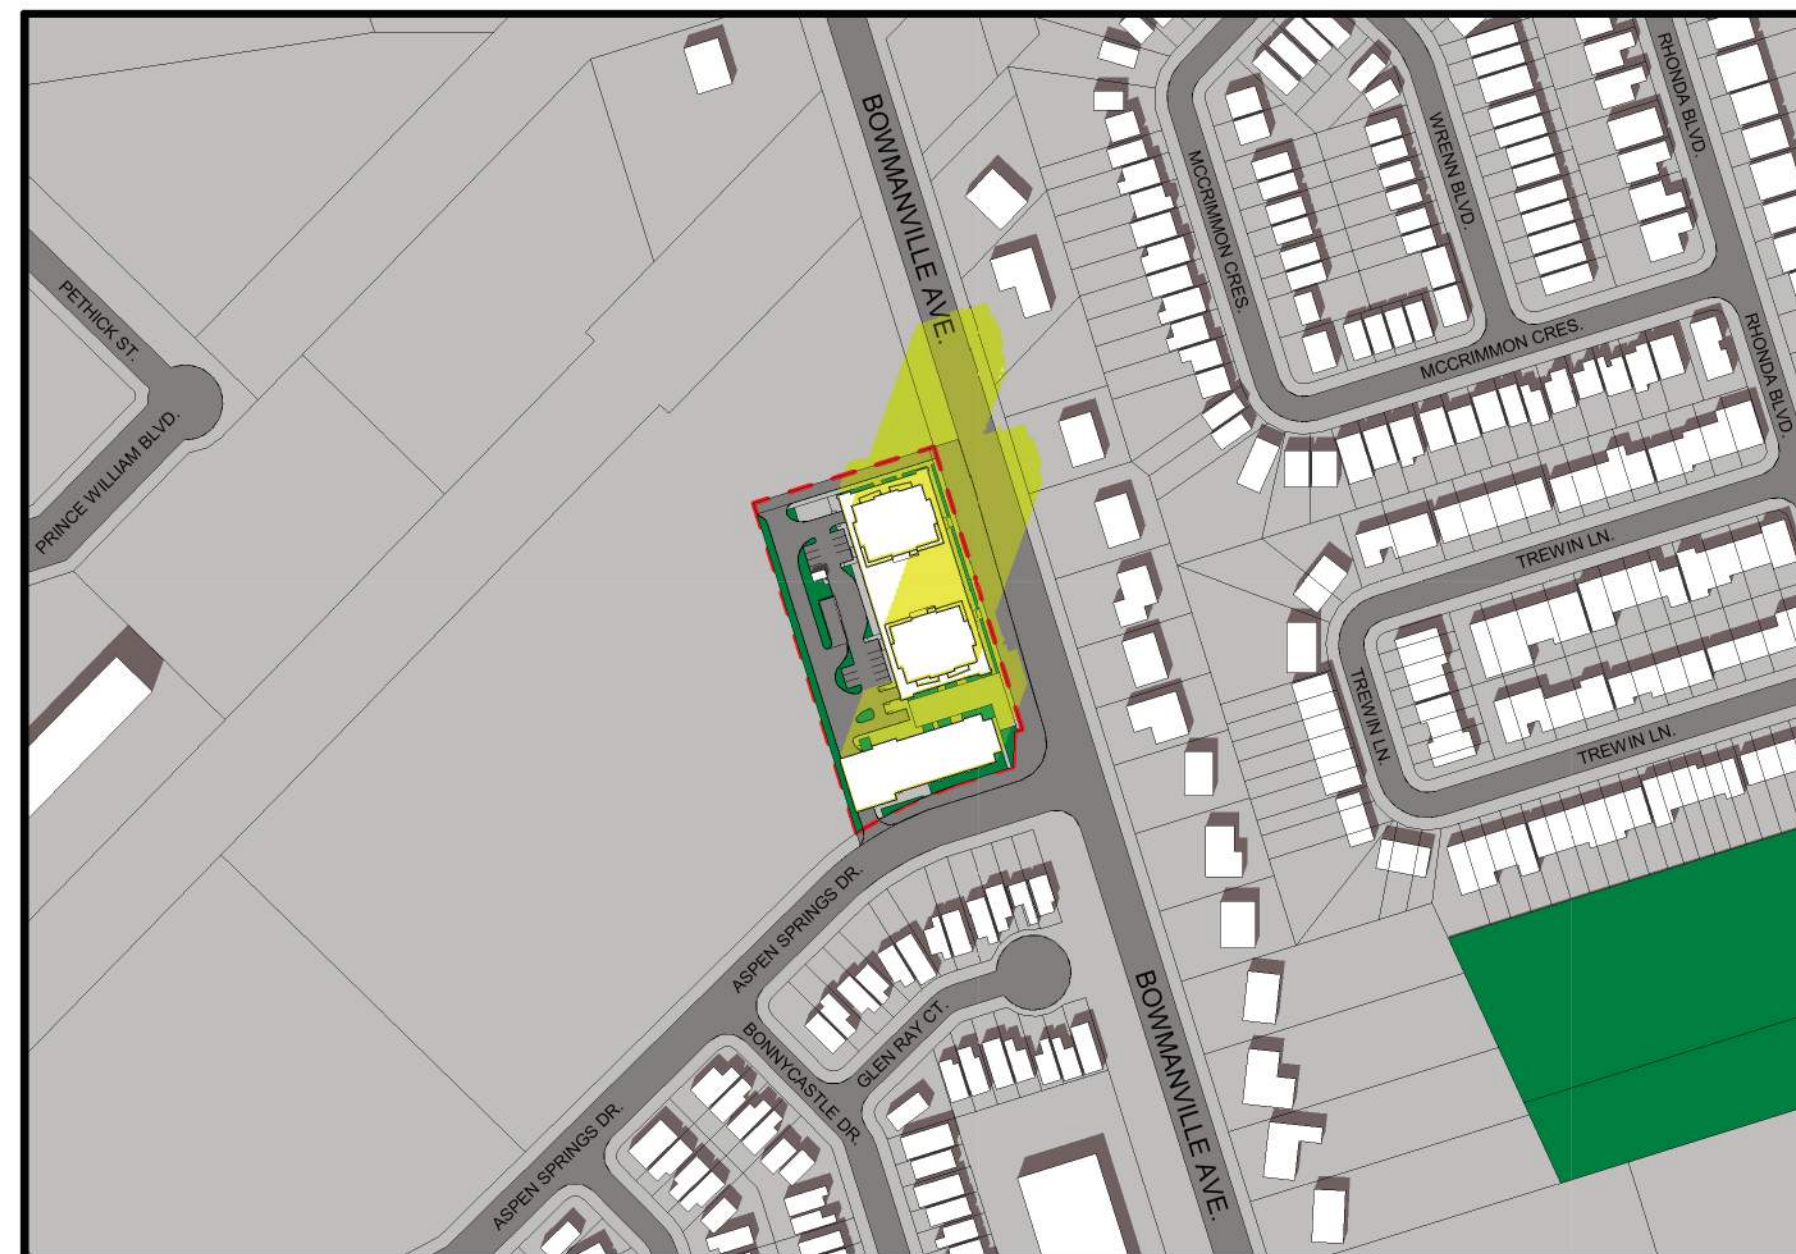 BOWMANVILLE AVE.
RHONDA BLVD.
WRENN BLVD.
MCCRIMMON CRES.
PETHICK ST.
MCCRIMMON CRES.
RHONDA BLVD.
PRINCE WILLIAM BLVD.
TREWIN LN.
TREWIN LN.
TREWIN LN.
ASPEN SPRINGS DR.
BOWMANVILLE AVE.
GLEN RAY CT.
BONNYCASTLE DR.
ASPEN SPRINGS DR.